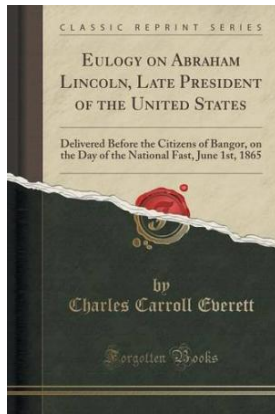 CLASSIC REPRINT SERIES
EULOGY ON ABRAHAM
LINCOLN, LATE PRESIDENT
OF THE UNITED STATES
Delivered Before the Citizens of Bangor, on
the Day of the National Fast, June 1st, 1865
by
Charles Carroll Everett
Forgotten Books